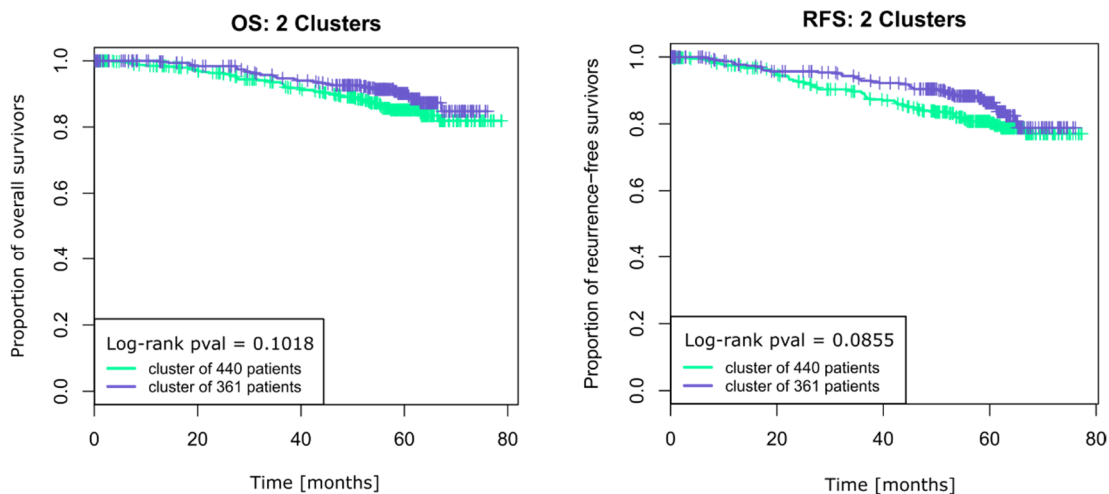 OS: 2 Clusters
Proportion of overall survivors
1.0
0.8
0.6
0.4
0.2
0.0
Log-rank pval = 0.1018
cluster of 440 patients
cluster of 361 patients
0 20 40 60 80
Time [months]
RFS: 2 Clusters
Proportion of recurrence-free survivors
1.0
0.8
0.6
0.4
0.2
0.0
Log-rank pval = 0.0855
cluster of 440 patients
cluster of 361 patients
0 20 40 60 80
Time [months]